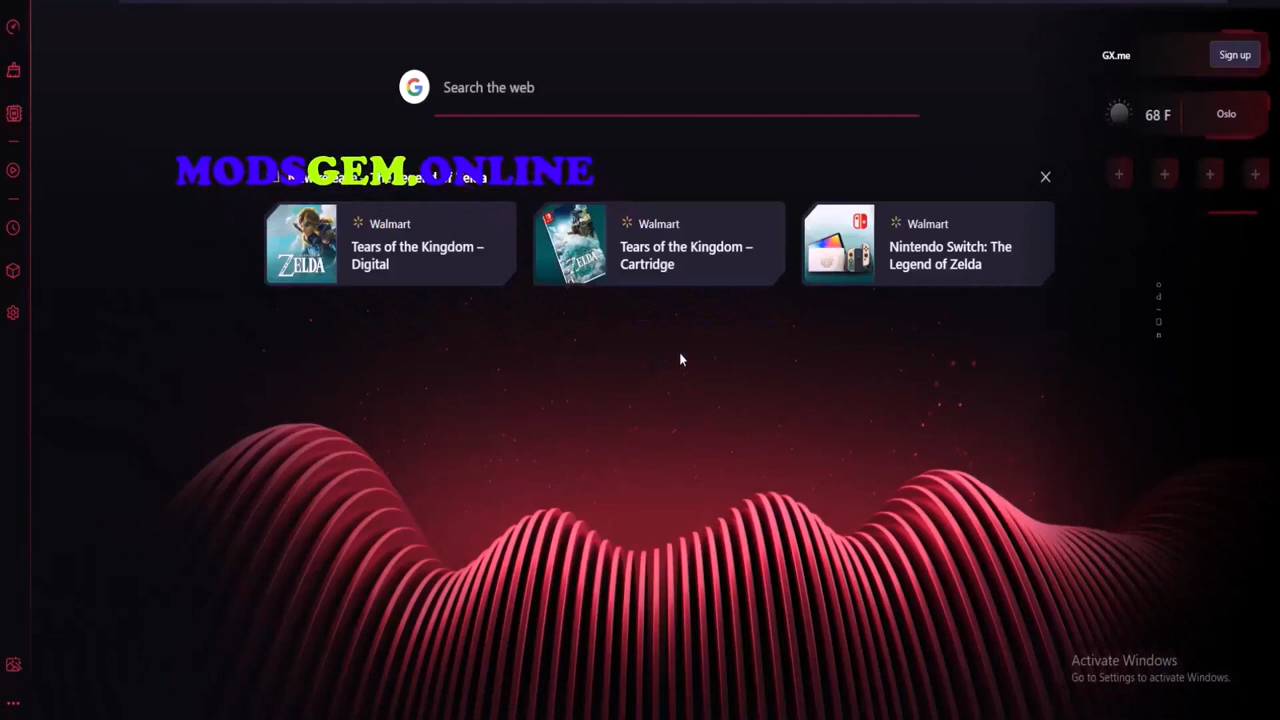 GX.me
Sign up
Search the web
68 F
Oslo
MODSGEM.ONLINE
Walmart
Tears of the Kingdom –
Digital
ZELDA
Walmart
Tears of the Kingdom –
Cartridge
ZELDA
Walmart
Nintendo Switch: The
Legend of Zelda
Activate Windows
Go to Settings to activate Windows.